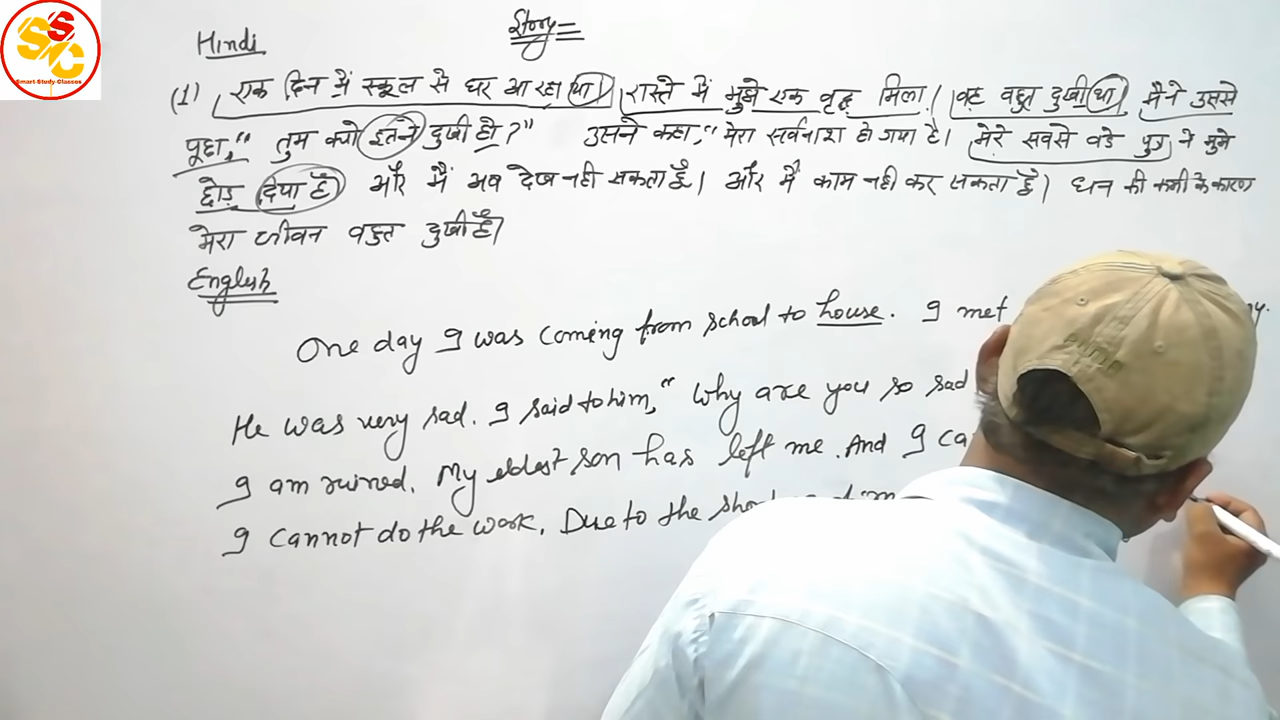 SSC
Smart Study Classes
Story=
Hindi
(1) एक दिन में स्कूल से घर आ रहा था। रास्ते में मुझे एक वृद्ध मिला। वह बहुत दुखी था। मैंने उससे
पूछा," तुम क्यो इतने दुखी हो?" उसने कहा," मेरा सर्वनाश हो गया है। मेरे सबसे बडे पुत्र ने मुझे
छोड़ दिया है। और मैं अब देख नही सकता हूँ। और मैं काम नही कर सकता हूँ। धन की कमी के कारण
मेरा जीवन बहुत दुखी है।
English
One day I was coming from school to house. I met
He was very sad. I said to him," Why are you so sad
I am ruined. My eldest son has left me. And I
I cannot do the work. Due to the